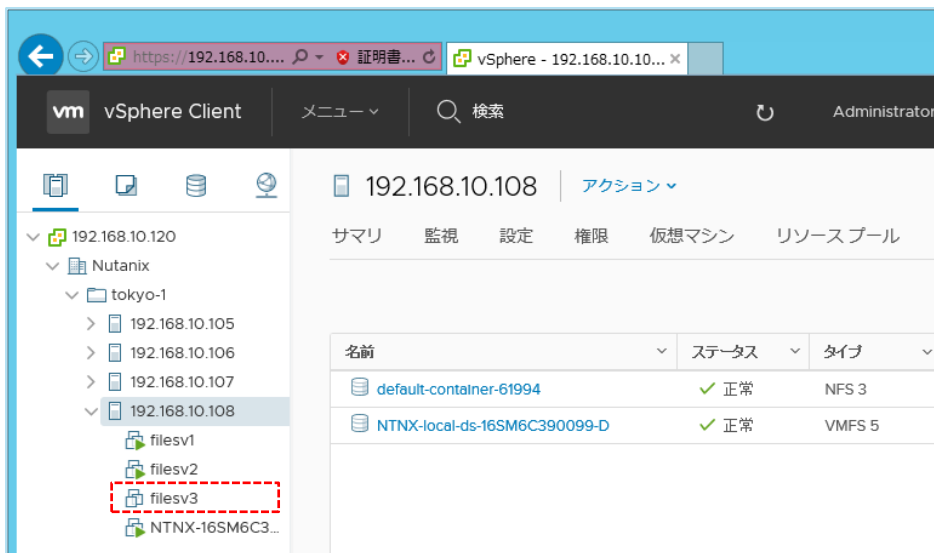 https://192.168.10.... 証明書... vSphere - 192.168.10.10...
vm vSphere Client メニュー 検索 Administrator
192.168.10.108 アクション
サマリ 監視 設定 権限 仮想マシン リソース プール
192.168.10.120
Nutanix
tokyo-1
192.168.10.105
192.168.10.106
192.168.10.107
192.168.10.108
filesv1
filesv2
filesv3
NTNX-16SM6C3...
名前 ステータス タイプ
default-container-61994 正常 NFS 3
NTNX-local-ds-16SM6C390099-D 正常 VMFS 5